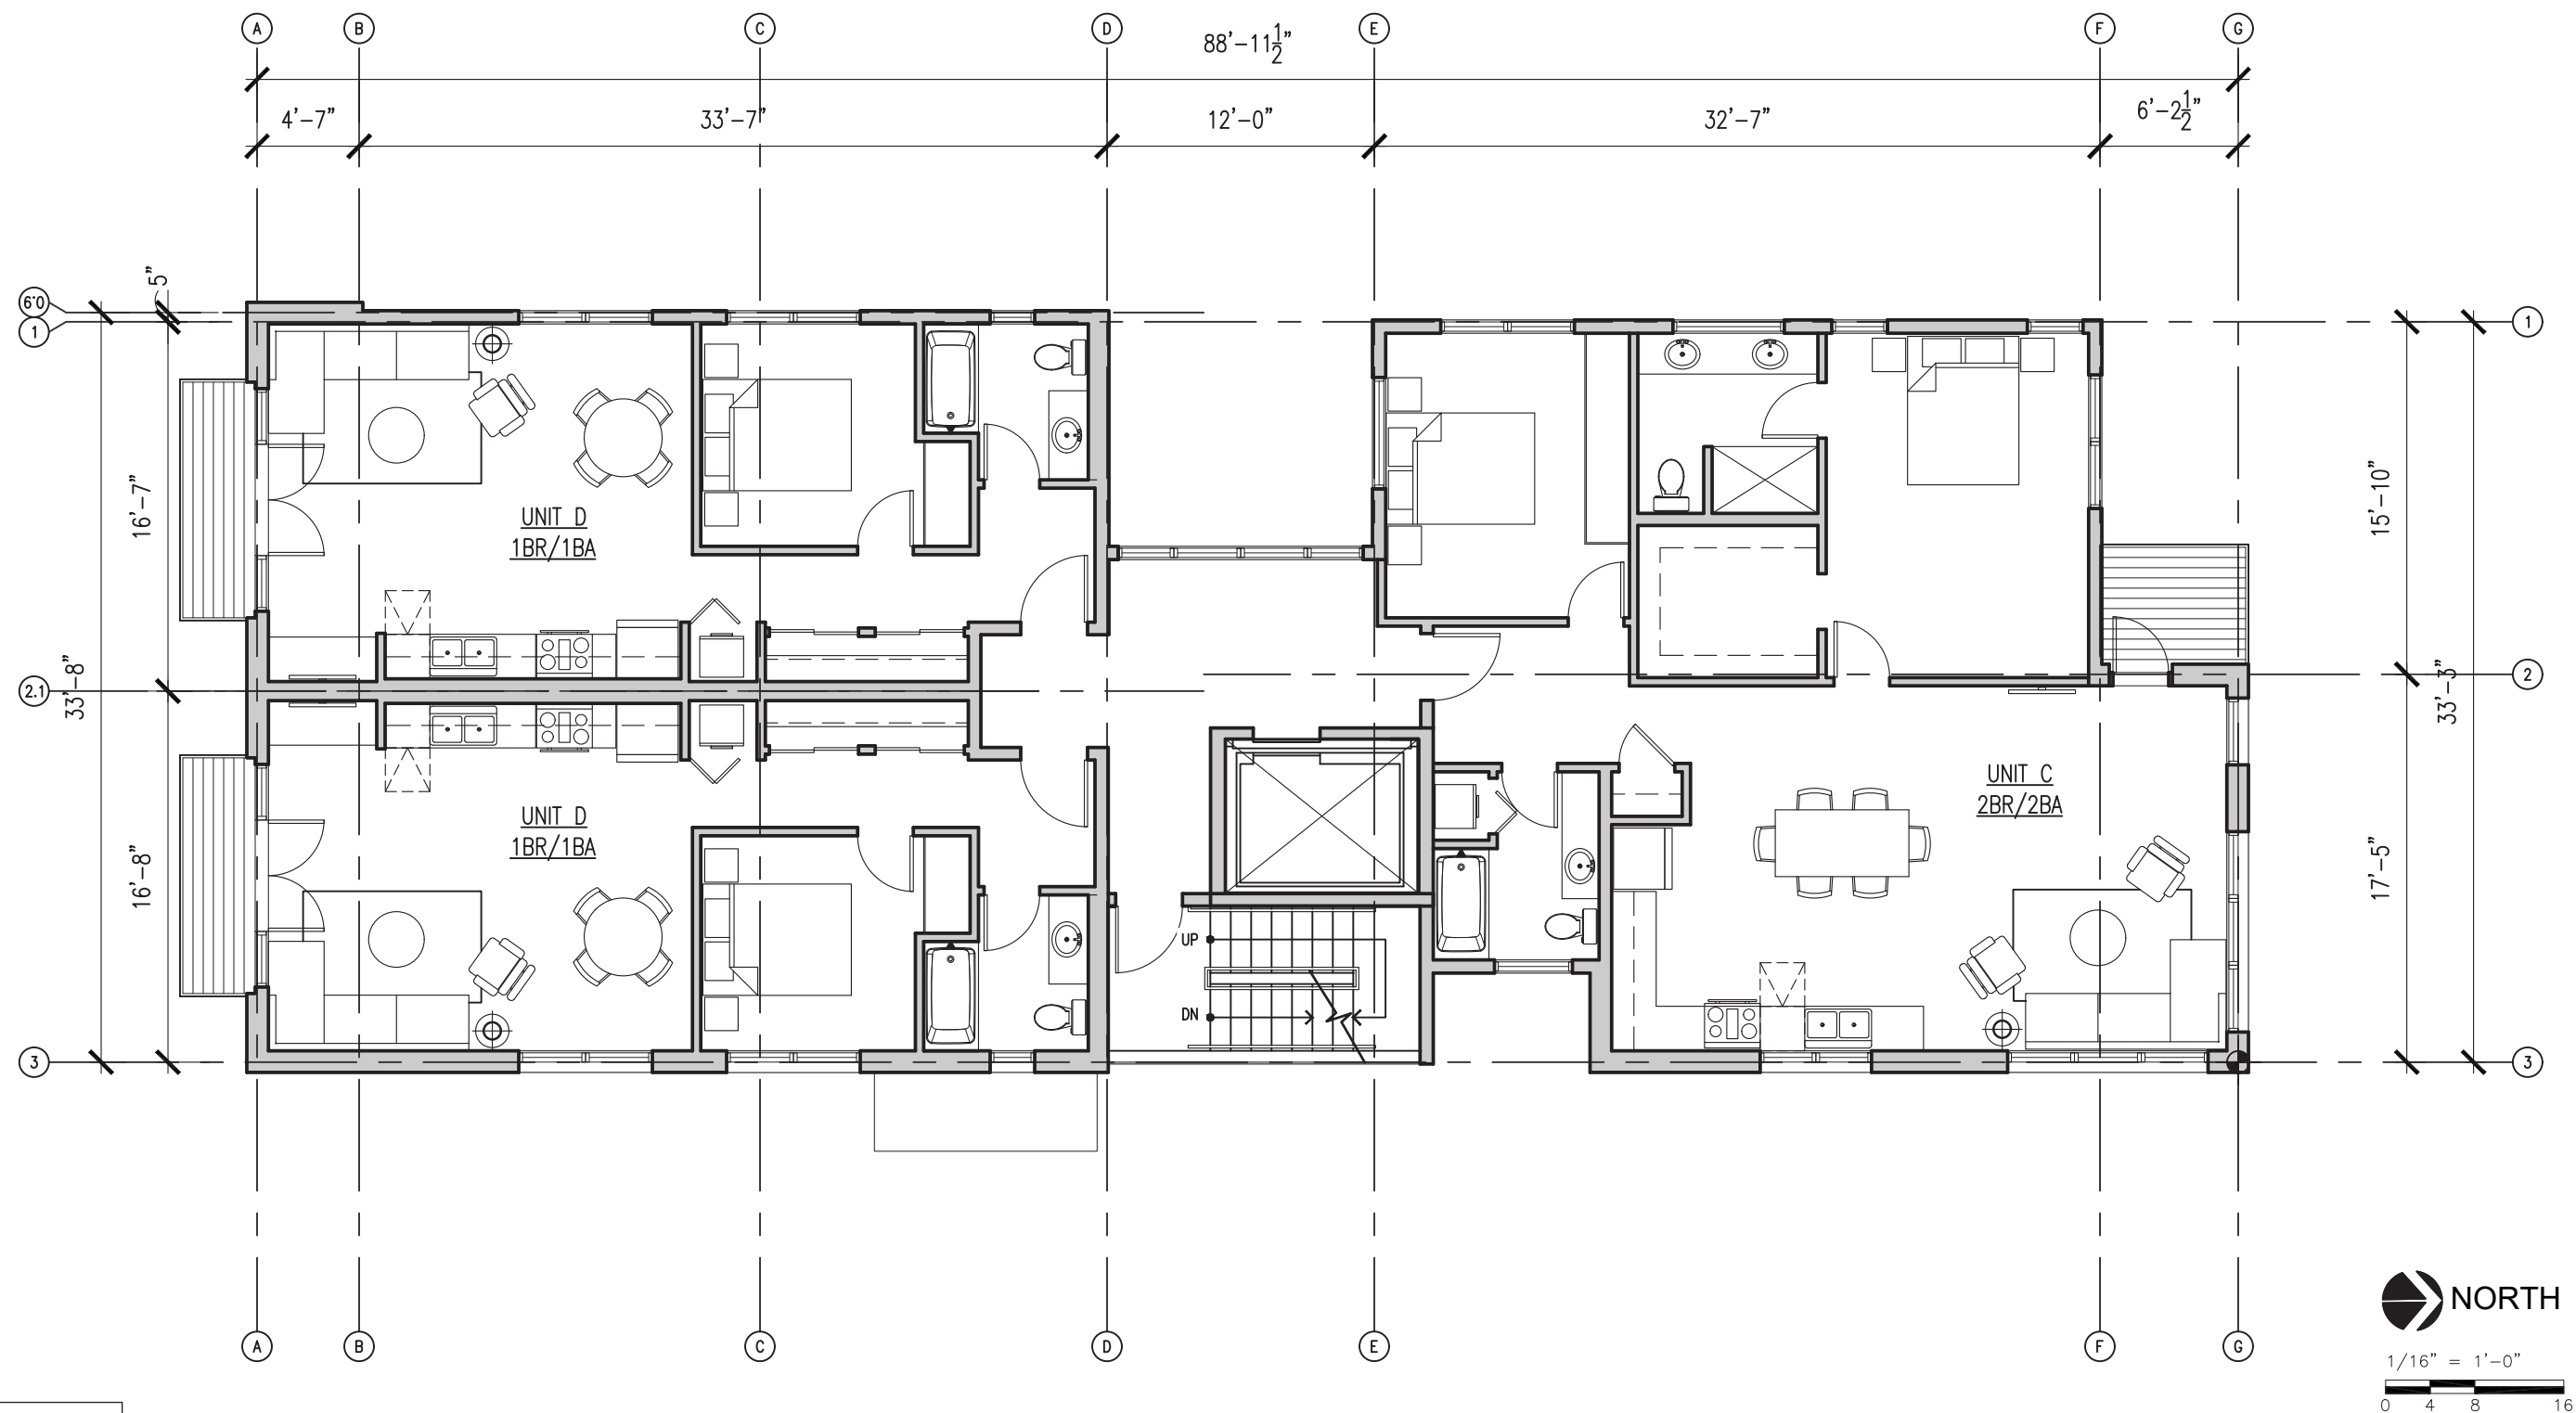 A B C D E F G
88'-11 1/2"
4'-7" 33'-7" 12'-0" 32'-7" 6'-2 1/2"
5"
0.9
1
1
16'-7"
15'-10"
UNIT D
1BR/1BA
33'-8"
2.1
2
33'-3"
UNIT D
1BR/1BA
UNIT C
2BR/2BA
16'-8"
17'-5"
UP
DN
3
3
NORTH
A B C D E F G
1/16" = 1'-0"
0 4 8 16